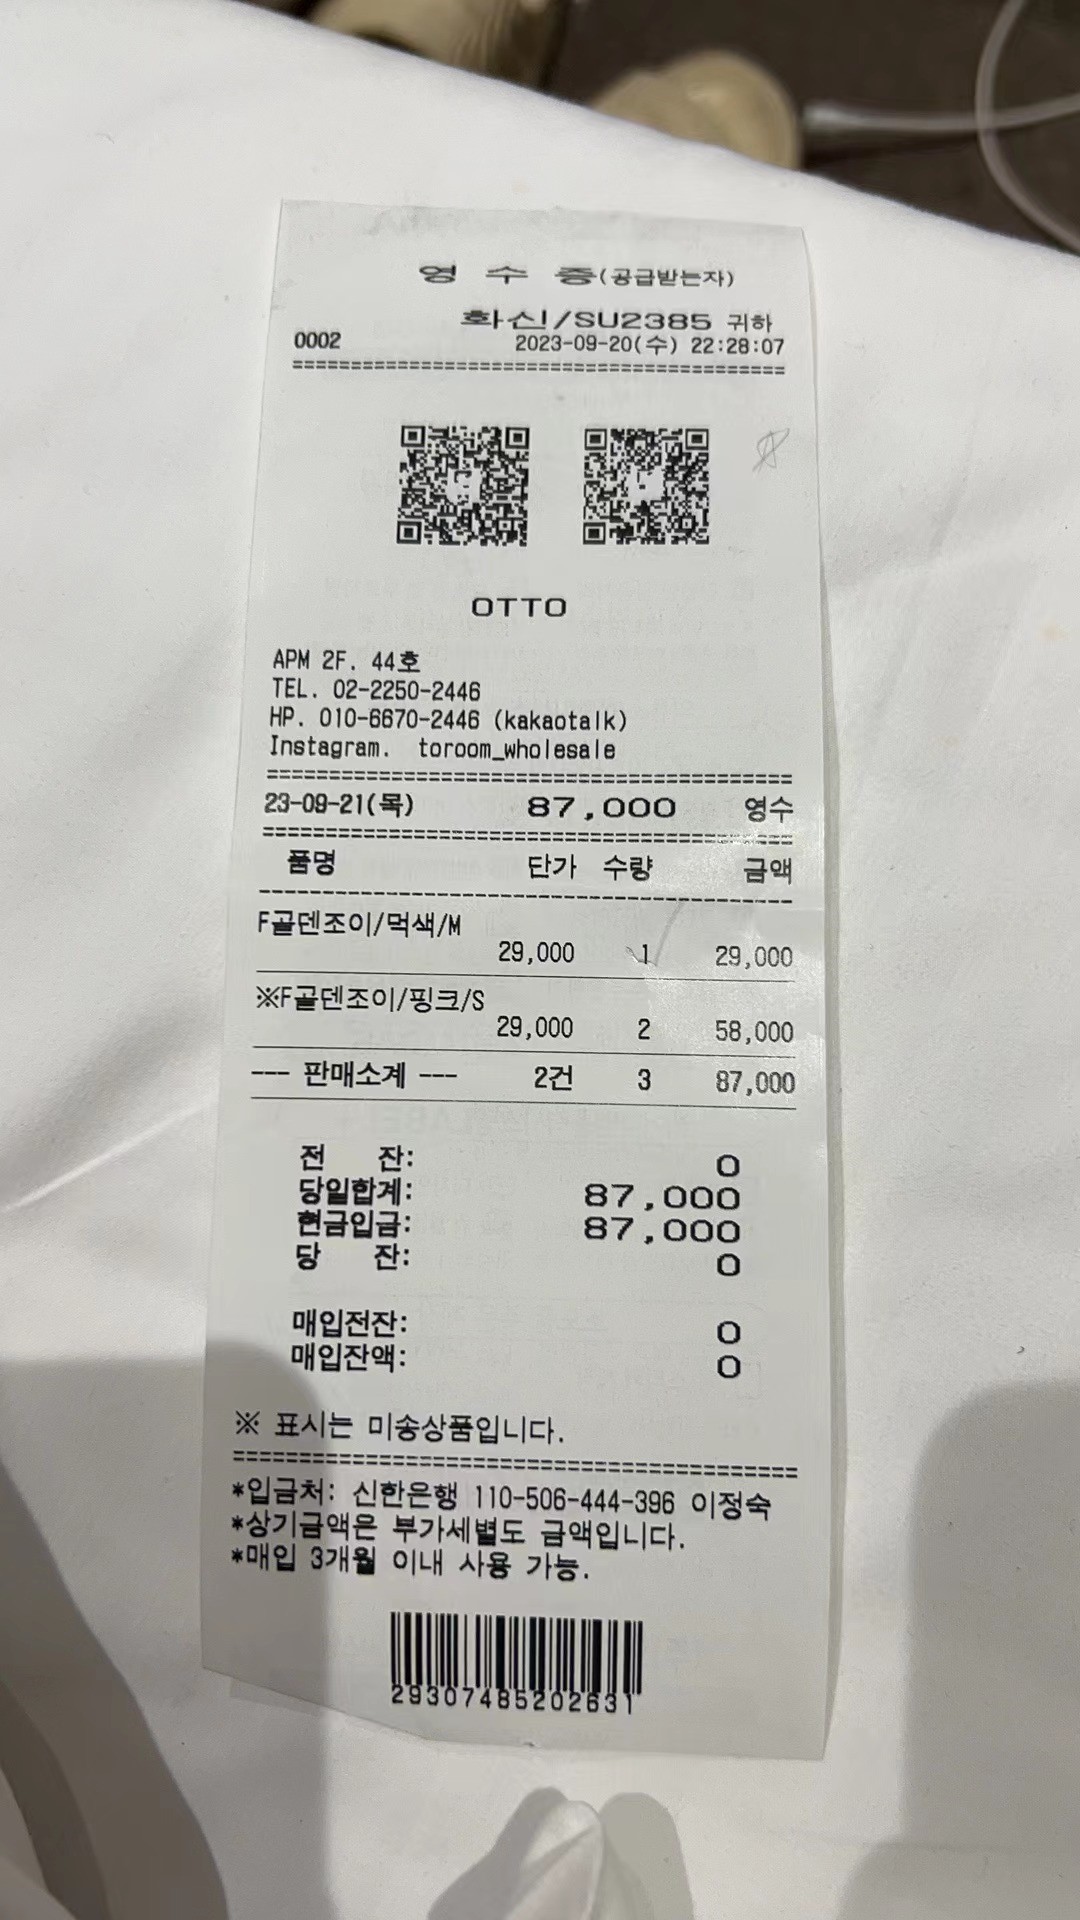 영 수 증(공급받는자)
화신/SU2385 귀하
0002 2023-09-20(수) 22:28:07
==========================================
OTTO
APM 2F. 44호
TEL. 02-2250-2446
HP. 010-6670-2446 (kakaotalk)
Instagram. toroom_wholesale
==========================================
23-09-21(목) 87,000 영수
==========================================
품명 단가 수량 금액
------------------------------------------
F골덴조이/먹색/M
29,000 1 29,000
※F골덴조이/핑크/S
29,000 2 58,000
--- 판매소계 --- 2건 3 87,000
전 잔: 0
당일합계: 87,000
현금입금: 87,000
당 잔: 0
매입전잔: 0
매입잔액: 0
※ 표시는 미송상품입니다.
==========================================
*입금처: 신한은행 110-506-444-396 이정숙
*상기금액은 부가세별도 금액입니다.
*매입 3개월 이내 사용 가능.
29307485202631